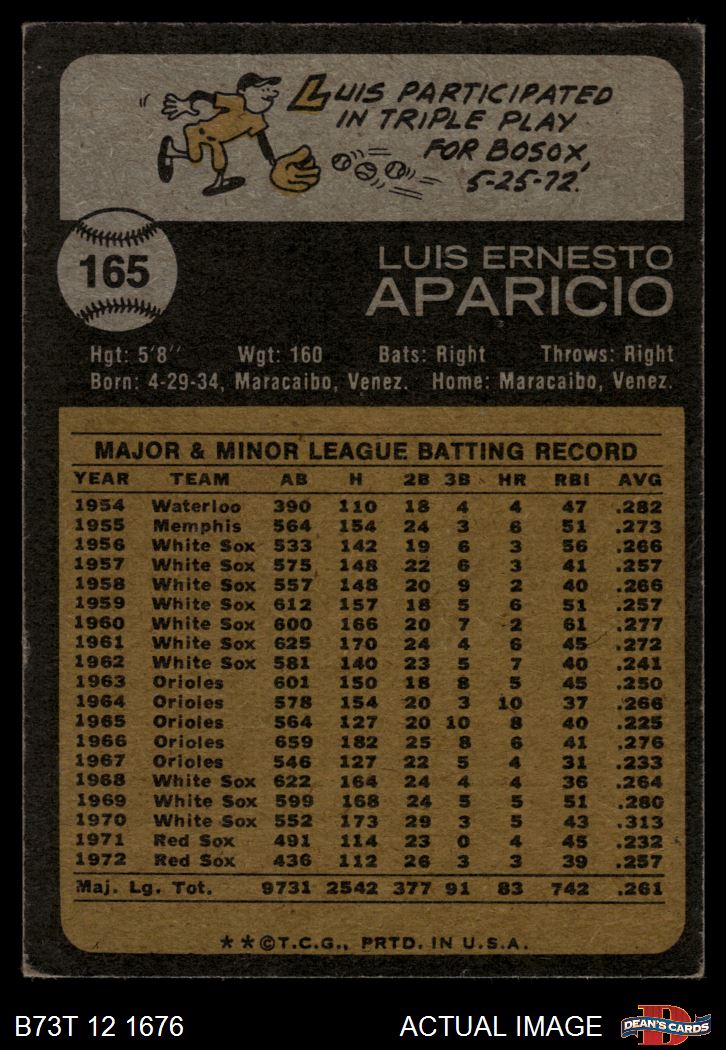 LUIS PARTICIPATED
IN TRIPLE PLAY
FOR BOSOX,
5-25-72.
165
LUIS ERNESTO
APARICIO
Hgt: 5'8" Wgt: 160 Bats: Right Throws: Right
Born: 4-29-34, Maracaibo, Venez. Home: Maracaibo, Venez.
MAJOR & MINOR LEAGUE BATTING RECORD
YEAR TEAM AB H 2B 3B HR RBI AVG
1954 Waterloo 390 110 18 4 4 47 .282
1955 Memphis 564 154 24 3 6 51 .273
1956 White Sox 533 142 19 6 3 56 .266
1957 White Sox 575 148 22 6 3 41 .257
1958 White Sox 557 148 20 9 2 40 .266
1959 White Sox 612 157 18 5 6 51 .257
1960 White Sox 600 166 20 7 2 61 .277
1961 White Sox 625 170 24 4 6 45 .272
1962 White Sox 581 140 23 5 7 40 .241
1963 Orioles 601 150 18 8 5 45 .250
1964 Orioles 578 154 20 3 10 37 .266
1965 Orioles 564 127 20 10 8 40 .225
1966 Orioles 659 182 25 8 6 41 .276
1967 Orioles 546 127 22 5 4 31 .233
1968 White Sox 622 164 24 4 4 36 .264
1969 White Sox 599 168 24 5 5 51 .280
1970 White Sox 552 173 29 3 5 43 .313
1971 Red Sox 491 114 23 0 4 45 .232
1972 Red Sox 436 112 26 3 3 39 .257
Maj. Lg. Tot. 9731 2542 377 91 83 742 .261
**©T.C.G., PRTD. IN U.S.A.
B73T 12 1676 ACTUAL IMAGE
D
DEAN'S CARDS